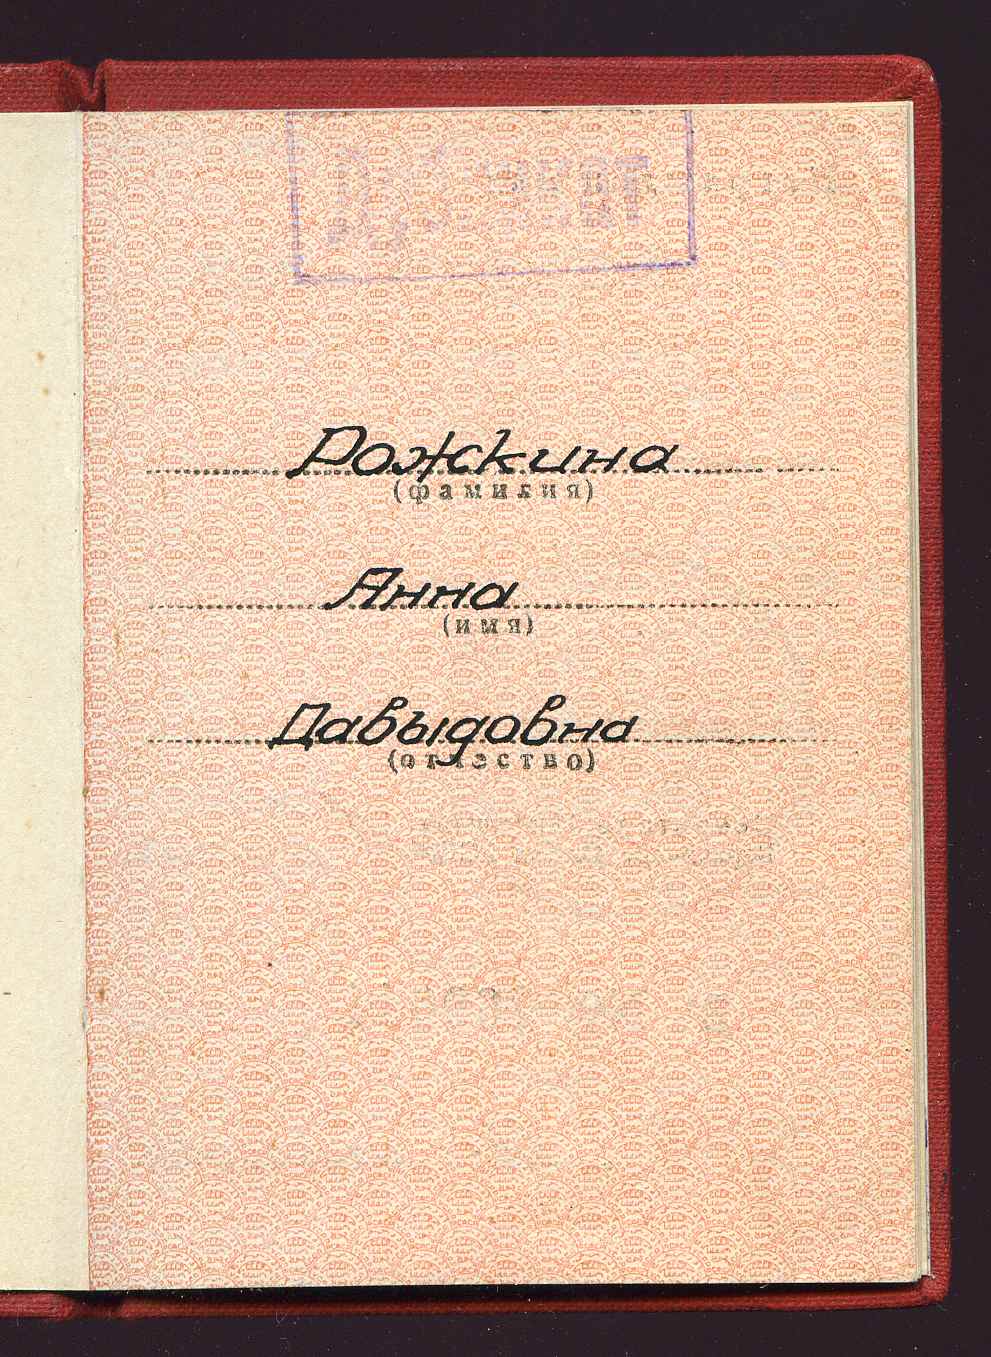 Рожкина
(фамилия)
Анна
(имя)
Давыдовна
(отчество)